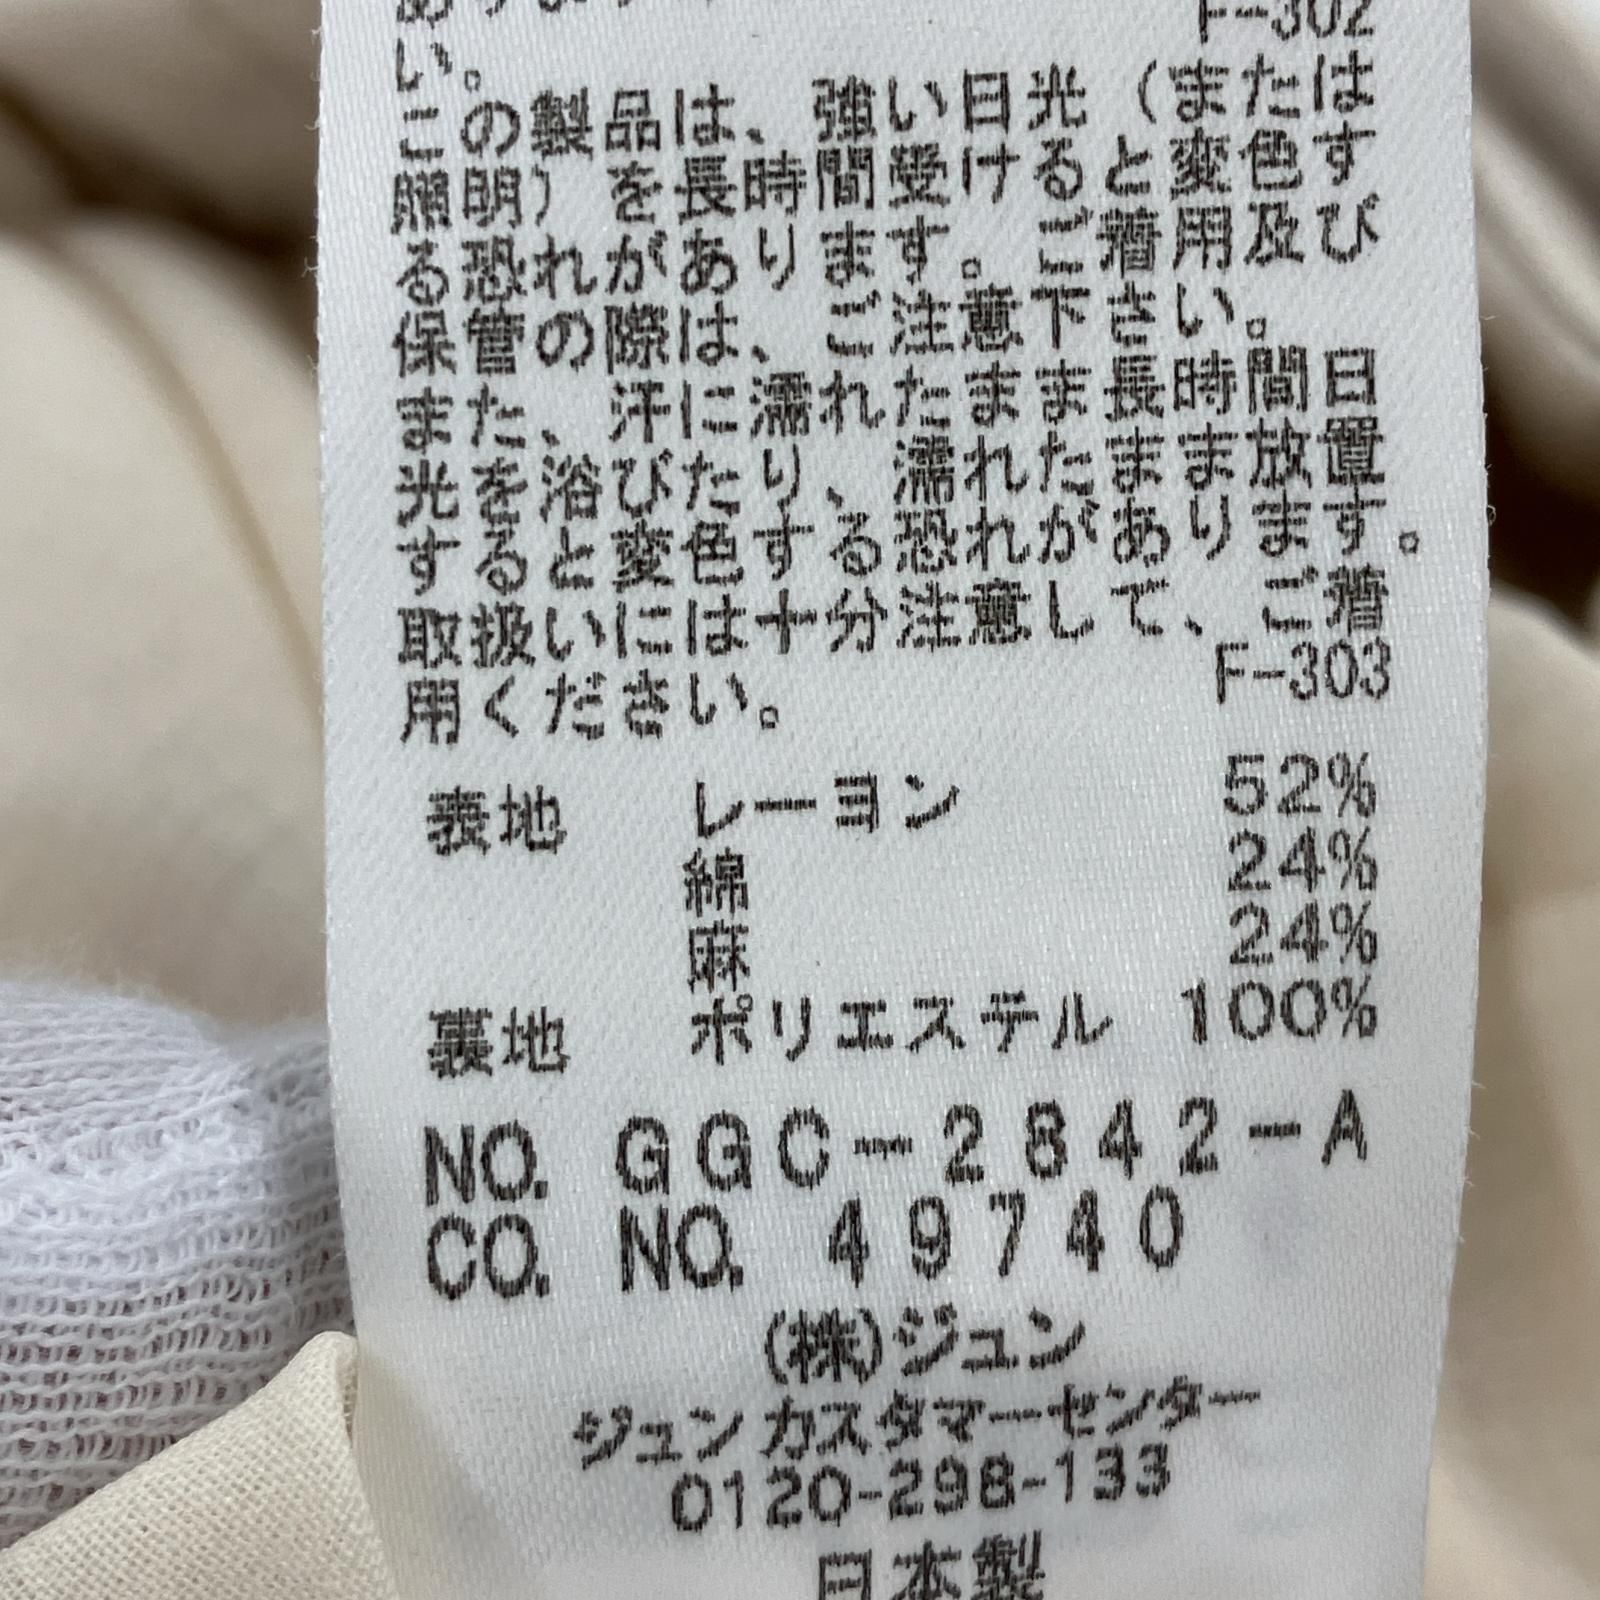 F-302
い。
この製品は、強い日光（または
照明）を長時間受けると変色す
る恐れがあります。ご着用及び
保管の際は、ご注意下さい。
また、汗に濡れたまま長時間日
光を浴びたり、濡れたまま放置
すると変色する恐れがあります。
取扱いには十分注意して、ご着
用ください。
F-303
表地 レーヨン 52%
綿 24%
麻 24%
裏地 ポリエステル 100%
NO. GGC-2842-A
CO. NO. 49740
(株)ジュン
ジュン カスタマーセンター
0120-298-133
日本製